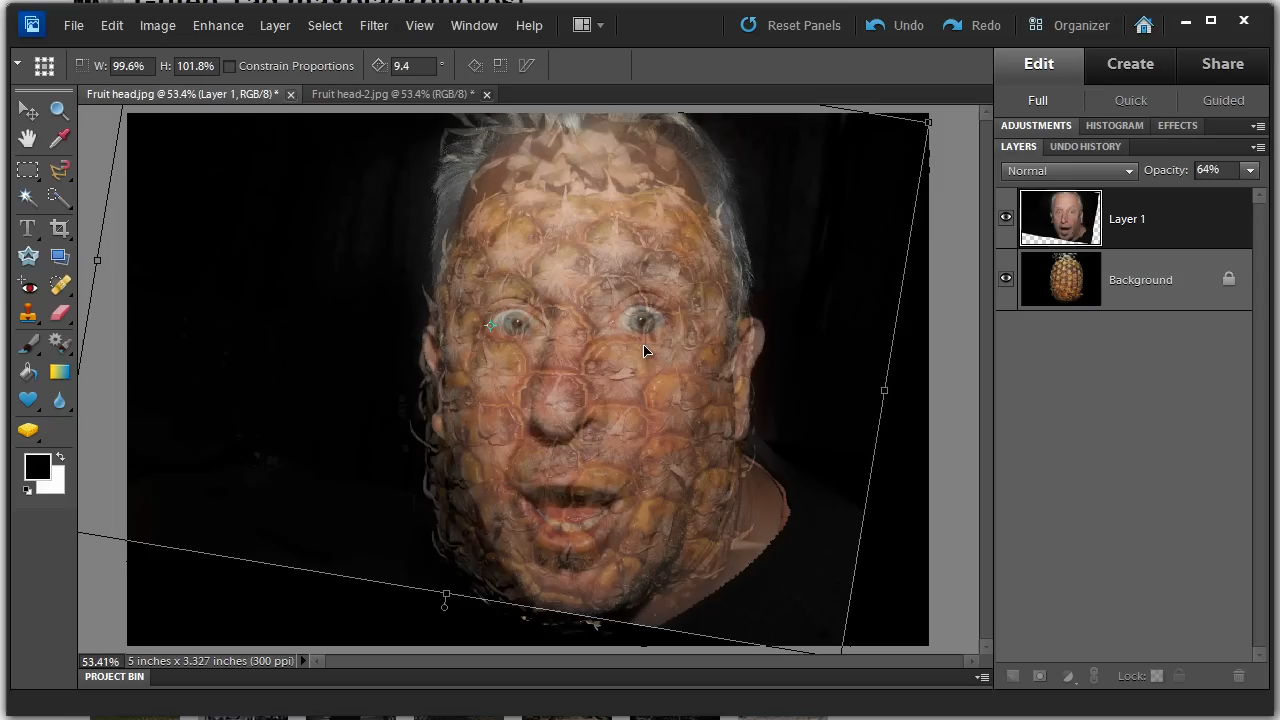 File Edit Image Enhance Layer Select Filter View Window Help Reset Panels Undo Redo Organizer
W: 99.6% H: 101.8% Constrain Proportions 9.4 °
Edit Create Share
Fruit head.jpg @ 53.4% (Layer 1, RGB/8) * Fruit head-2.jpg @ 53.4% (RGB/8) *
Full Quick Guided
ADJUSTMENTS HISTOGRAM EFFECTS
LAYERS UNDO HISTORY
Normal Opacity: 64%
Layer 1
Background
53.41% 5 inches x 3.327 inches (300 ppi)
Lock:
PROJECT BIN